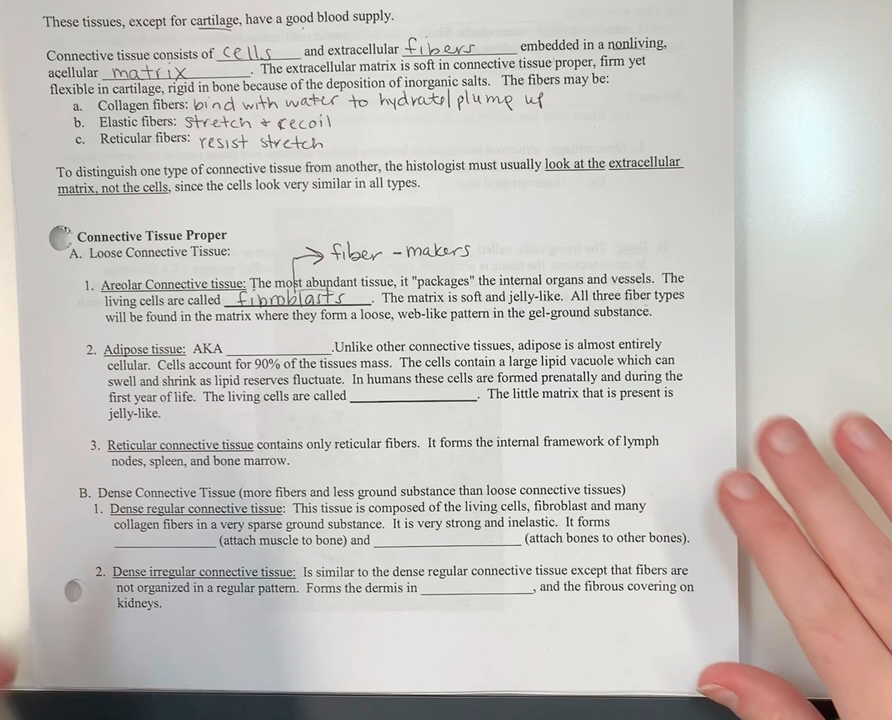 These tissues, except for cartilage, have a good blood supply.
Connective tissue consists of cells and extracellular fibers embedded in a nonliving,
acellular matrix. The extracellular matrix is soft in connective tissue proper, firm yet
flexible in cartilage, rigid in bone because of the deposition of inorganic salts. The fibers may be:
a. Collagen fibers: bind with water to hydrate/plump up
b. Elastic fibers: stretch + recoil
c. Reticular fibers: resist stretch
To distinguish one type of connective tissue from another, the histologist must usually look at the extracellular
matrix, not the cells, since the cells look very similar in all types.
Connective Tissue Proper
A. Loose Connective Tissue:
→ fiber - makers
1. Areolar Connective tissue: The most abundant tissue, it "packages" the internal organs and vessels. The
living cells are called fibroblasts. The matrix is soft and jelly-like. All three fiber types
will be found in the matrix where they form a loose, web-like pattern in the gel-ground substance.
2. Adipose tissue: AKA ______________.Unlike other connective tissues, adipose is almost entirely
cellular. Cells account for 90% of the tissues mass. The cells contain a large lipid vacuole which can
swell and shrink as lipid reserves fluctuate. In humans these cells are formed prenatally and during the
first year of life. The living cells are called _________________. The little matrix that is present is
jelly-like.
3. Reticular connective tissue contains only reticular fibers. It forms the internal framework of lymph
nodes, spleen, and bone marrow.
B. Dense Connective Tissue (more fibers and less ground substance than loose connective tissues)
1. Dense regular connective tissue: This tissue is composed of the living cells, fibroblast and many
collagen fibers in a very sparse ground substance. It is very strong and inelastic. It forms
______________ (attach muscle to bone) and ____________________ (attach bones to other bones).
2. Dense irregular connective tissue: Is similar to the dense regular connective tissue except that fibers are
not organized in a regular pattern. Forms the dermis in _______________, and the fibrous covering on
kidneys.